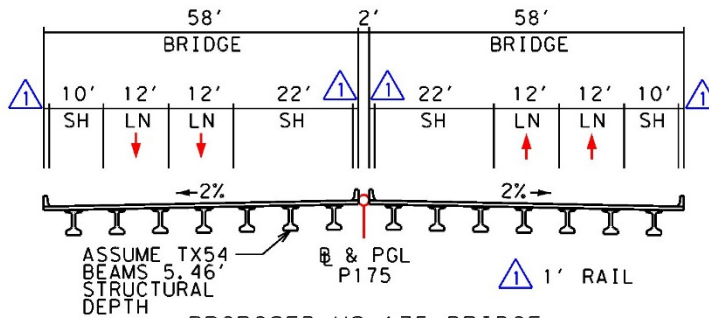 58' 2' 58'
BRIDGE BRIDGE
1 10' 12' 12' 22' 1 1 22' 12' 12' 10' 1
SH LN LN SH SH LN LN SH
2% 2%
ASSUME TX54
BEAMS 5.46'
STRUCTURAL
DEPTH
℄ & PGL
P175
1 1' RAIL